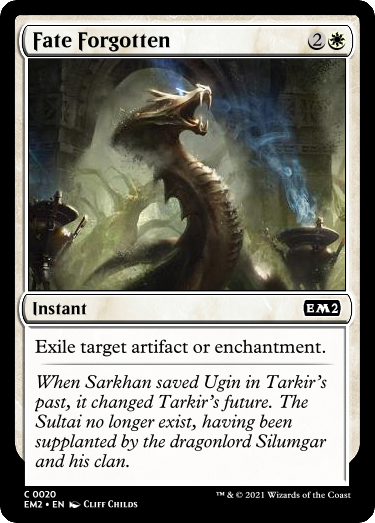 Fate Forgotten 2
Instant EM2
Exile target artifact or enchantment.
When Sarkhan saved Ugin in Tarkir's
past, it changed Tarkir's future. The
Sultai no longer exist, having been
supplanted by the dragonlord Silumgar
and his clan.
C 0020
EM2 • EN CLIFF CHILDS
™ & © 2021 Wizards of the Coast